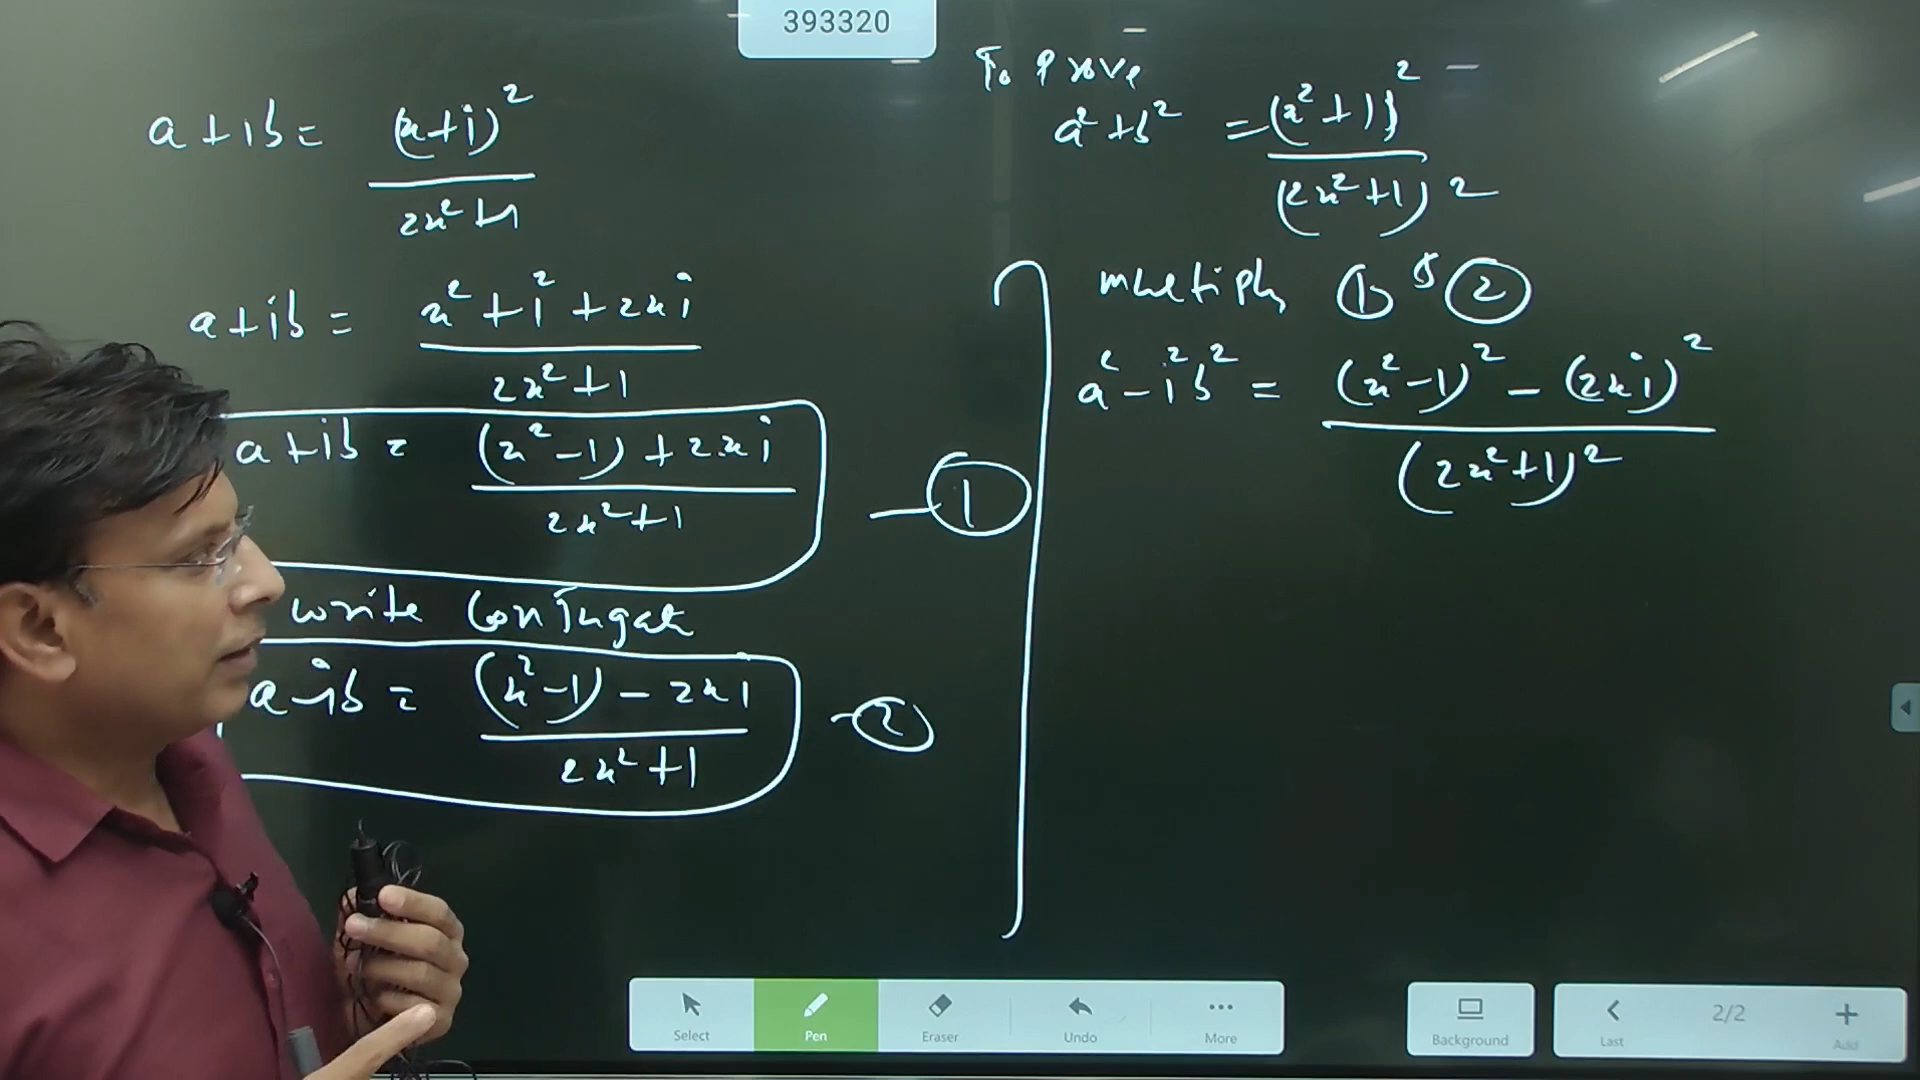 393320
a + ib = (x+i)² / 2x²+1
a + ib = x² + i² + 2xi / 2x²+1
a + ib = (x²-1) + 2xi / 2x²+1 — 1
write Conjugat
a - ib = (x²-1) - 2xi / 2x²+1 - 2
To Prove
a² + b² = (x²+1)² / (2x²+1)²
multiply 1 & 2
a² - i²b² = (x²-1)² - (2xi)² / (2x²+1)²
Select Pen Eraser Undo More Background Last 2/2 Add